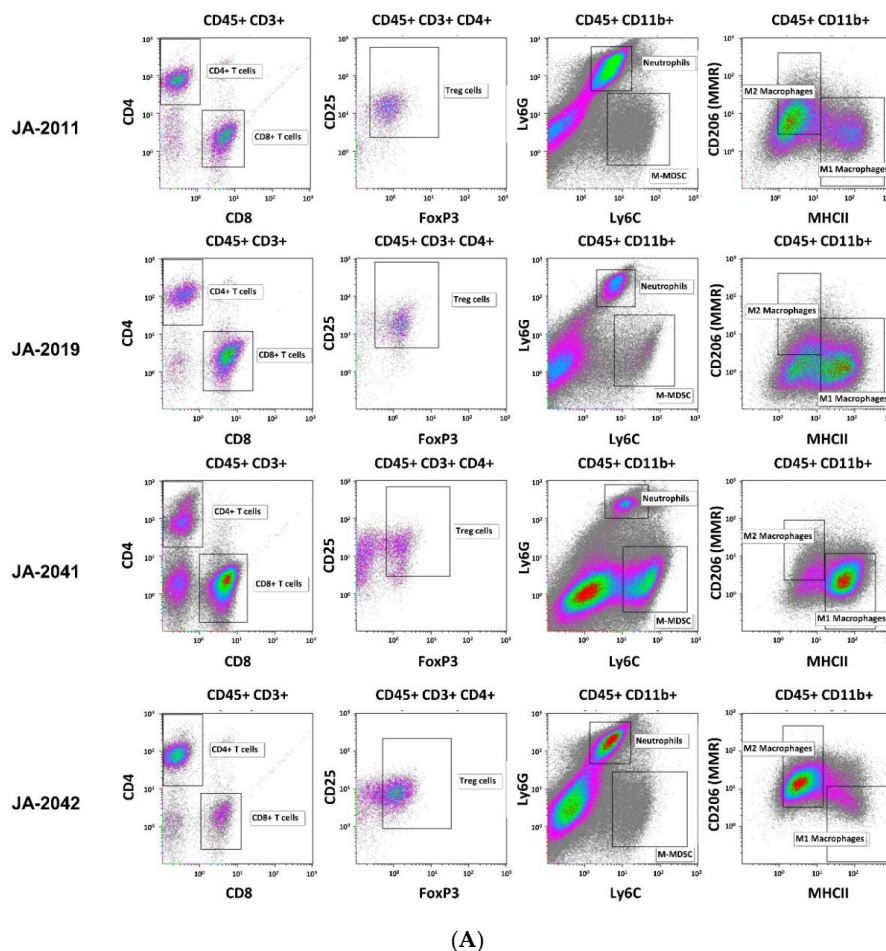 CD45+ CD3+
CD45+ CD3+ CD4+
CD45+ CD11b+
CD45+ CD11b+
JA-2011
CD4
CD4+ T cells
CD8+ T cells
CD8
CD25
Treg cells
FoxP3
Ly6G
Neutrophils
M-MDSC
Ly6C
CD206 (MMR)
M2 Macrophages
M1 Macrophages
MHCII
CD45+ CD3+
CD45+ CD3+ CD4+
CD45+ CD11b+
CD45+ CD11b+
JA-2019
CD4
CD4+ T cells
CD8+ T cells
CD8
CD25
Treg cells
FoxP3
Ly6G
Neutrophils
M-MDSC
Ly6C
CD206 (MMR)
M2 Macrophages
M1 Macrophages
MHCII
CD45+ CD3+
CD45+ CD3+ CD4+
CD45+ CD11b+
CD45+ CD11b+
JA-2041
CD4
CD4+ T cells
CD8+ T cells
CD8
CD25
Treg cells
FoxP3
Ly6G
Neutrophils
M-MDSC
Ly6C
CD206 (MMR)
M2 Macrophages
M1 Macrophages
MHCII
CD45+ CD3+
CD45+ CD3+ CD4+
CD45+ CD11b+
CD45+ CD11b+
JA-2042
CD4
CD4+ T cells
CD8+ T cells
CD8
CD25
Treg cells
FoxP3
Ly6G
Neutrophils
M-MDSC
Ly6C
CD206 (MMR)
M2 Macrophages
M1 Macrophages
MHCII
(A)